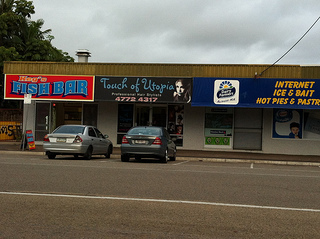 FISH BAR
Touch of Utopia
Professional Hair Stylists
4772 4317
INTERNET
ICE & BAIT
HOT PIES & PASTR